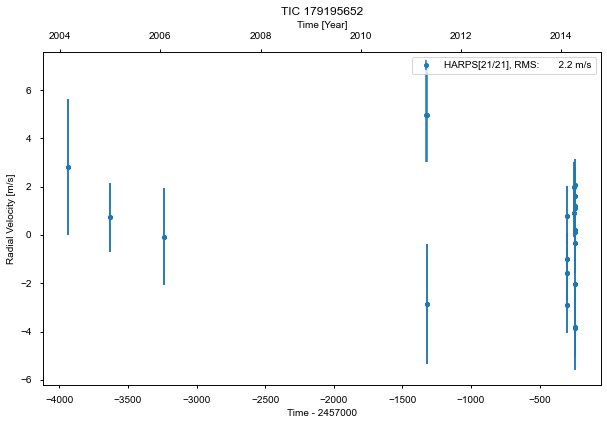 TIC 179195652
Time [Year]
2004 2006 2008 2010 2012 2014
HARPS[21/21], RMS: 2.2 m/s
Radial Velocity [m/s]
6
4
2
0
−2
−4
−6
−4000 −3500 −3000 −2500 −2000 −1500 −1000 −500
Time - 2457000